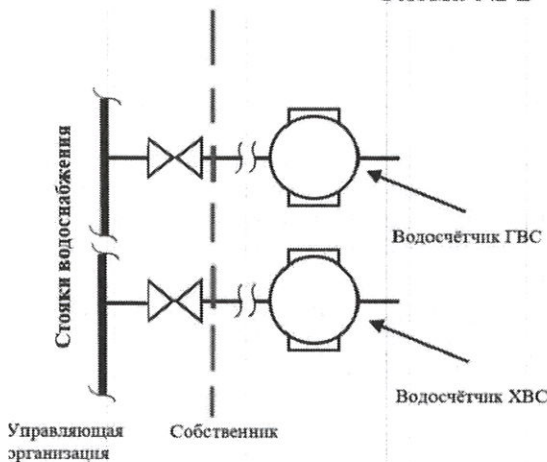 Стояки водоснабжения
Водосчётчик ГВС
Водосчётчик ХВС
Управляющая
организация
Собственник